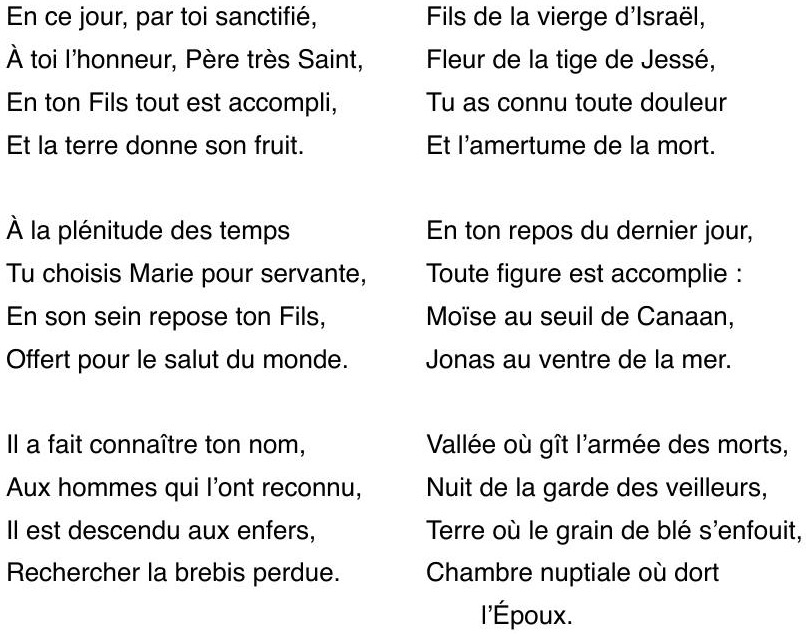 En ce jour, par toi sanctifié,
À toi l’honneur, Père très Saint,
En ton Fils tout est accompli,
Et la terre donne son fruit.

À la plénitude des temps
Tu choisis Marie pour servante,
En son sein repose ton Fils,
Offert pour le salut du monde.

Il a fait connaître ton nom,
Aux hommes qui l’ont reconnu,
Il est descendu aux enfers,
Rechercher la brebis perdue.

Fils de la vierge d’Israël,
Fleur de la tige de Jessé,
Tu as connu toute douleur
Et l’amertume de la mort.

En ton repos du dernier jour,
Toute figure est accomplie :
Moïse au seuil de Canaan,
Jonas au ventre de la mer.

Vallée où gît l’armée des morts,
Nuit de la garde des veilleurs,
Terre où le grain de blé s’enfouit,
Chambre nuptiale où dort
l’Époux.